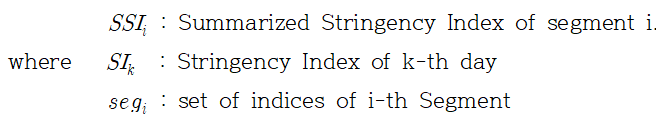 SSI_i : Summarized Stringency Index of segment i.
where SI_k : Stringency Index of k-th day
seg_i : set of indices of i-th Segment